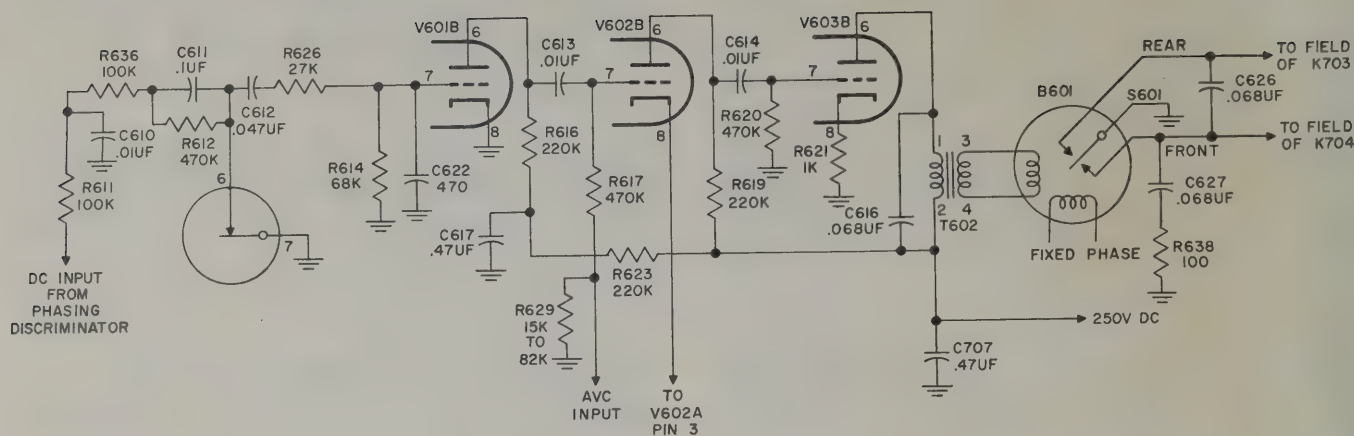 R636
100K
C611
.1UF
R626
27K
C610
.01UF
R612
470K
C612
.047UF
R611
100K
6
7
DC INPUT
FROM
PHASING
DISCRIMINATOR
R614
68K
C622
470
V601B
6
7
8
C613
.01UF
R616
220K
C617
.47UF
R617
470K
R623
220K
R629
15K
TO
82K
AVC
INPUT
V602B
6
7
8
TO
V602A
PIN 3
C614
.01UF
R619
220K
R620
470K
V603B
6
7
8
R621
1K
C616
.068UF
1
2
3
4
T602
B601
REAR
S601
FRONT
FIXED PHASE
C626
.068UF
TO FIELD
OF K703
TO FIELD
OF K704
C627
.068UF
R638
100
250V DC
C707
.47UF